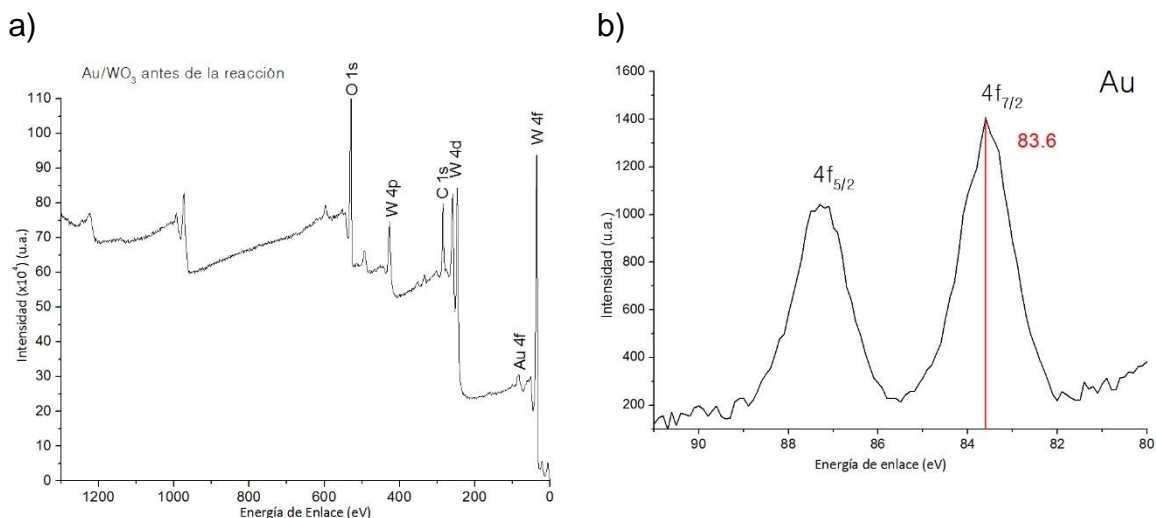 a)
Au/WO3 antes de la reacción
O 1s
W 4p
C 1s
W 4d
Au 4f
W 4f
Intensidad (x10⁴) (u.a.)
110
100
90
80
70
60
50
40
30
20
10
0
1200
1000
800
600
400
200
0
Energía de Enlace (eV)
b)
Au
4f7/2
83.6
4f5/2
Intensidad (u.a.)
1600
1400
1200
1000
800
600
400
200
90
88
86
84
82
80
Energía de enlace (eV)